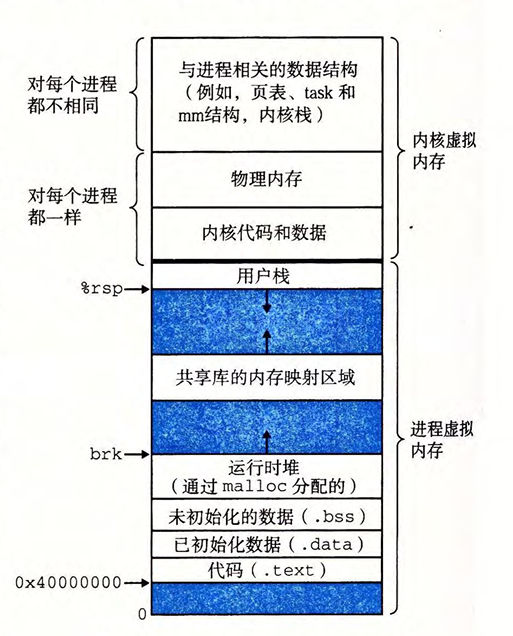 对每个进程
都不相同
与进程相关的数据结构
(例如，页表、task 和
mm结构，内核栈)
内核虚拟
内存
对每个进程
都一样
物理内存
内核代码和数据
用户栈
%rsp
共享库的内存映射区域
进程虚拟
内存
brk
运行时堆
(通过 malloc 分配的)
未初始化的数据(.bss)
已初始化数据(.data)
代码(.text)
0x40000000
0